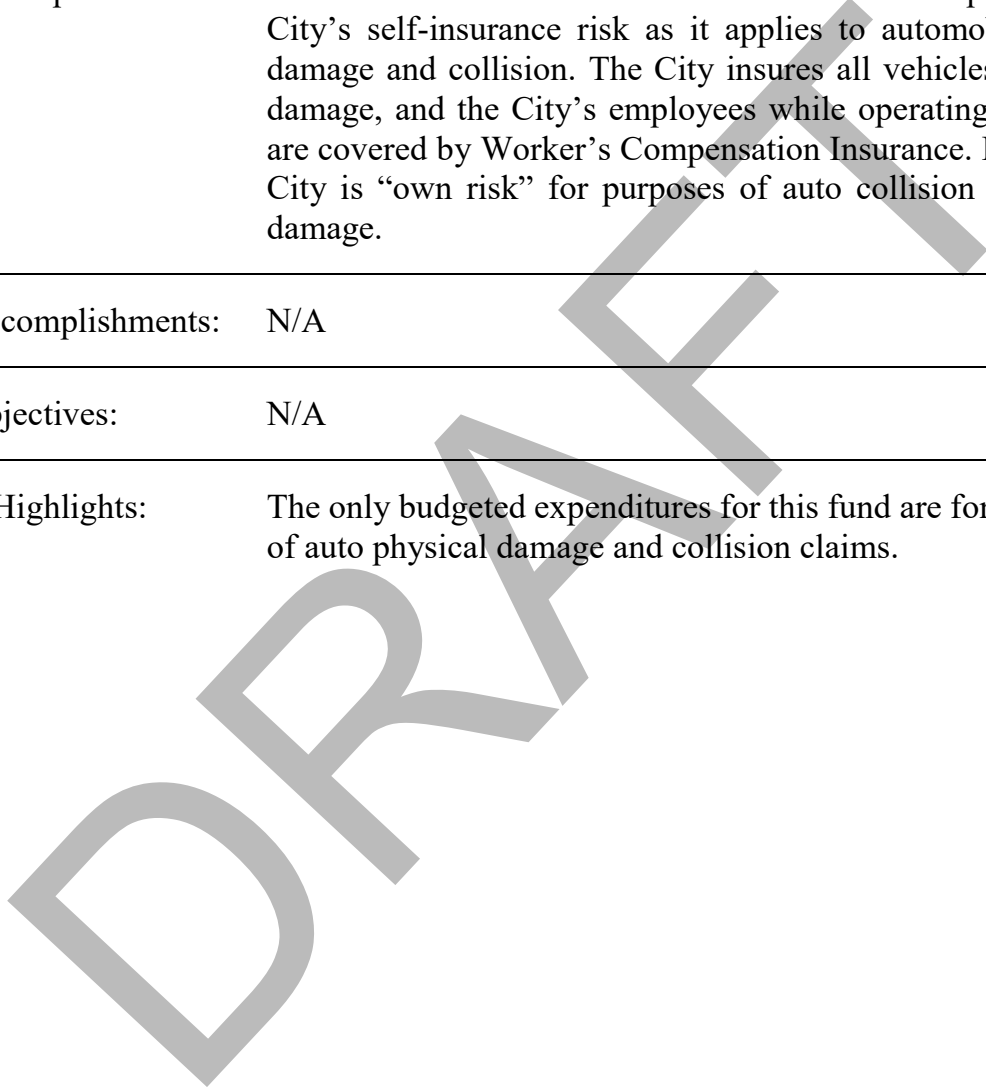 City’s self-insurance risk as it applies to
damage and collision. The City insures all vehicles
damage, and the City’s employees while operating
are covered by Worker’s Compensation Insurance.
City is “own risk” for purposes of auto collision
damage.
complishments: N/A
jectives: N/A
Highlights: The only budgeted expenditures for this fund are for
of auto physical damage and collision claims.
DRAFT